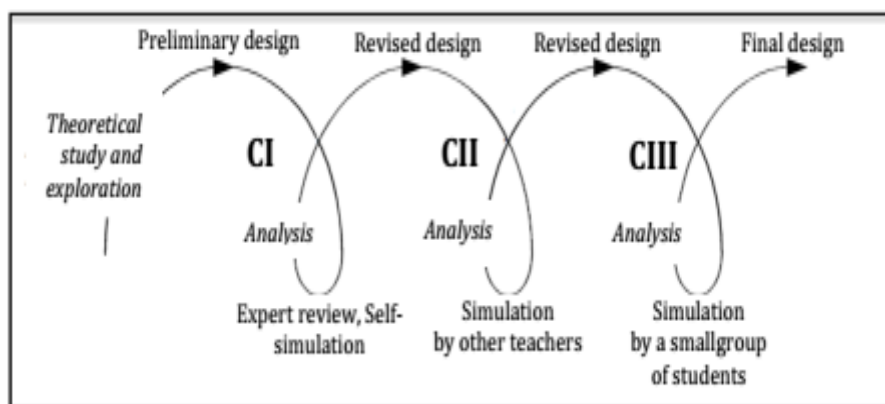 Preliminary design
Revised design
Revised design
Final design
Theoretical
study and
exploration
CI
CII
CIII
Analysis
Analysis
Analysis
Expert review, Self-
simulation
Simulation
by other teachers
Simulation
by a smallgroup
of students